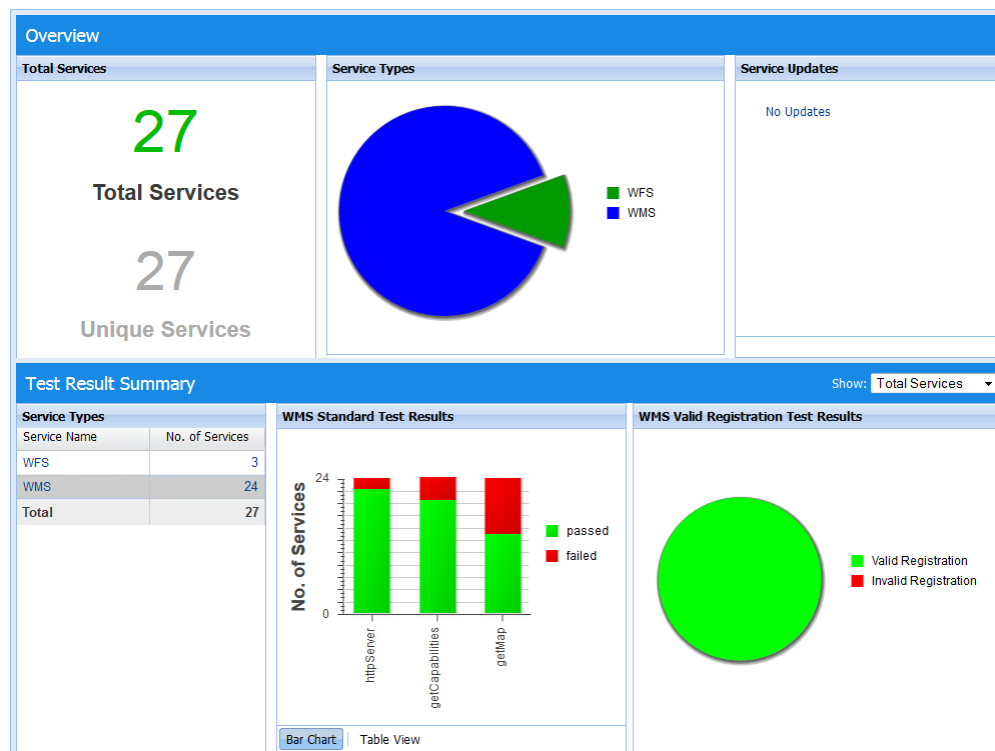 Overview
Total Services
27
Total Services
27
Unique Services
Service Types
WFS
WMS
Service Updates
No Updates
Test Result Summary
Show: Total Services
Service Types
Service Name No. of Services
WFS 3
WMS 24
Total 27
WMS Standard Test Results
No. of Services
24
0
httpServer
getCapabilities
getMap
passed
failed
Bar Chart Table View
WMS Valid Registration Test Results
Valid Registration
Invalid Registration